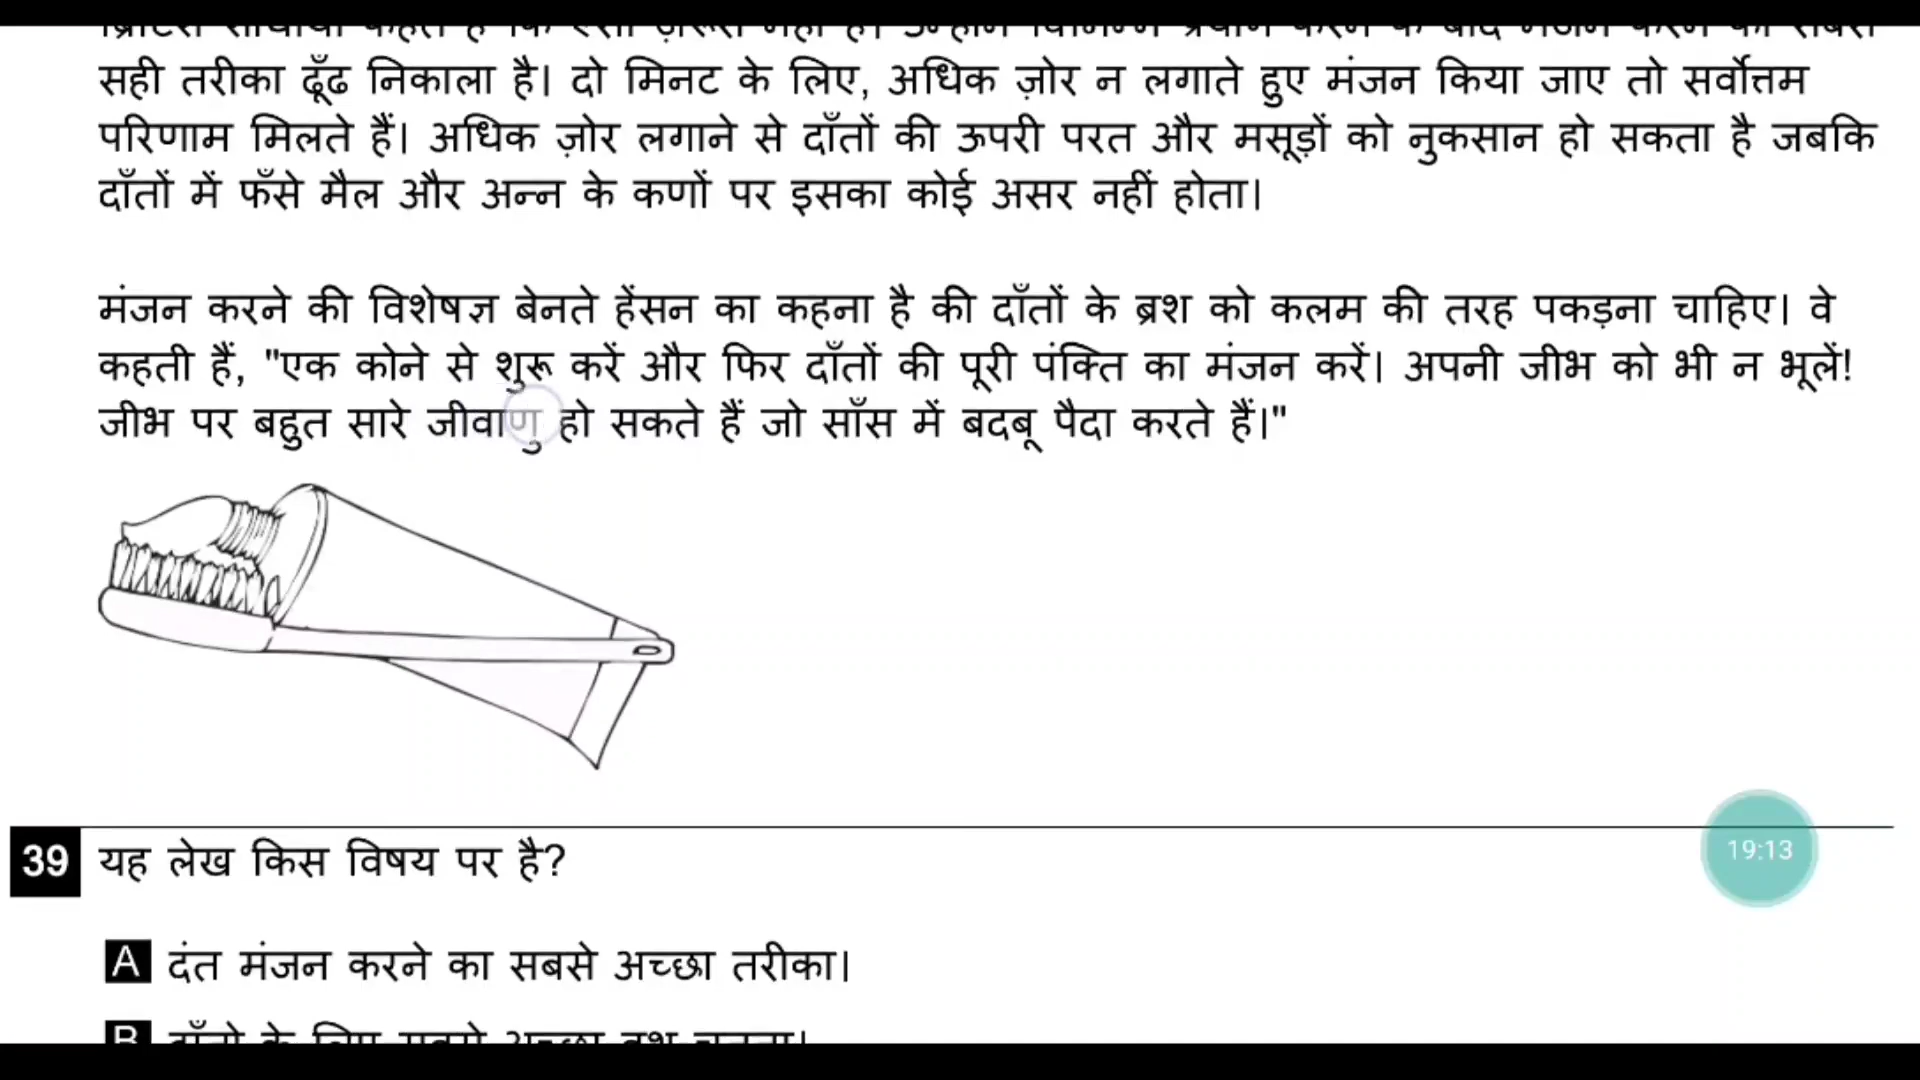 सही तरीका ढूँढ निकाला है। दो मिनट के लिए, अधिक ज़ोर न लगाते हुए मंजन किया जाए तो सर्वोत्तम
परिणाम मिलते हैं। अधिक ज़ोर लगाने से दाँतों की ऊपरी परत और मसूड़ों को नुकसान हो सकता है जबकि
दाँतों में फँसे मैल और अन्न के कणों पर इसका कोई असर नहीं होता।
मंजन करने की विशेषज्ञ बेनते हेंसन का कहना है की दाँतों के ब्रश को कलम की तरह पकड़ना चाहिए। वे
कहती हैं, "एक कोने से शुरू करें और फिर दाँतों की पूरी पंक्ति का मंजन करें। अपनी जीभ को भी न भूलें!
जीभ पर बहुत सारे जीवाणु हो सकते हैं जो साँस में बदबू पैदा करते हैं।"
39 यह लेख किस विषय पर है?
19:13
A दंत मंजन करने का सबसे अच्छा तरीका।
B